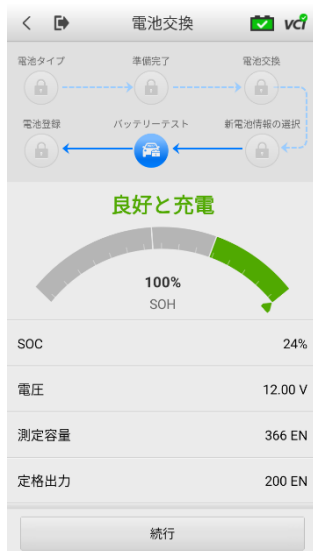 電池交換
vci
電池タイプ 準備完了 電池交換
電池登録 バッテリーテスト 新電池情報の選択
良好と充電
100%
SOH
SOC 24%
電圧 12.00 V
測定容量 366 EN
定格出力 200 EN
続行